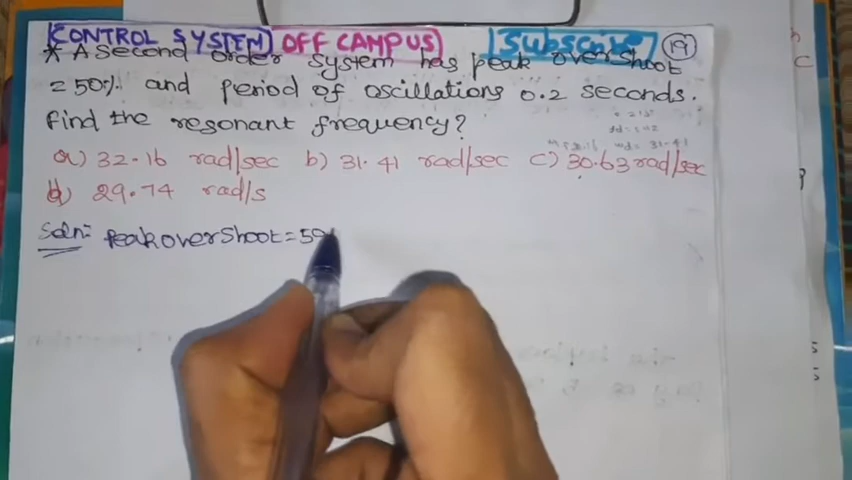 CONTROL SYSTEM OFF CAMPUS SUBSCRIBE 19
* A Second order system has peak overshoot
= 50% and period of oscillations 0.2 seconds.
Find the resonant frequency?
a) 32.16 rad/sec b) 31.41 rad/sec c) 30.63 rad/sec
d) 29.74 rad/s
Soln: Peak overshoot = 50